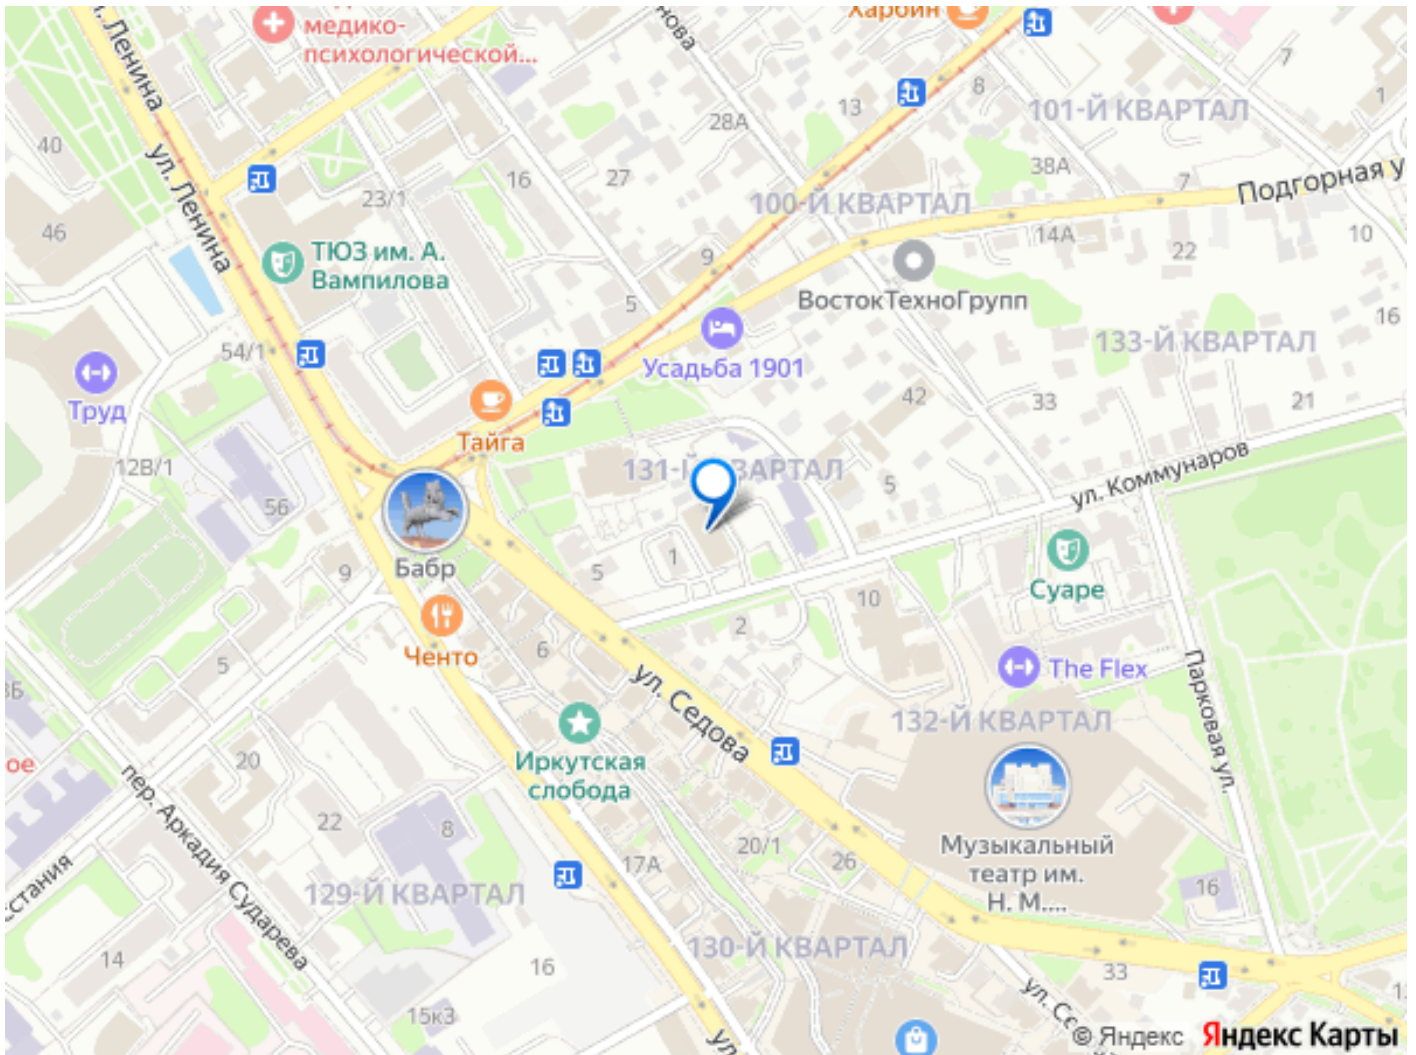 Харбин
медико-
психологической...
нова
7
101-Й КВАРТАЛ
13
8
1
28А
40
ул. Ленина
16
27
38А
7
Подгорная у
23/1
100-Й КВАРТАЛ
46
ТЮЗ им. А.
Вампилова
9
14А
22
10
5
ВостокТехноГрупп
16
54/1
133-Й КВАРТАЛ
Усадьба 1901
Труд
42
33
21
Тайга
12В/1
131-Й КВАРТАЛ
5
ул. Коммунаров
56
Бабр
9
5
1
Суаре
10
2
Ченто
6
5
The Flex
ул. Седова
Парковая ул.
3Б
132-Й КВАРТАЛ
ое
20
Иркутская
слобода
пер. Аркадия Сударева
22
8
Музыкальный
театр им.
Н. М....
20/1
26
17А
16
129-Й КВАРТАЛ
130-Й КВАРТАЛ
14
16
33
15к3
ул
© Яндекс
Яндекс Карты